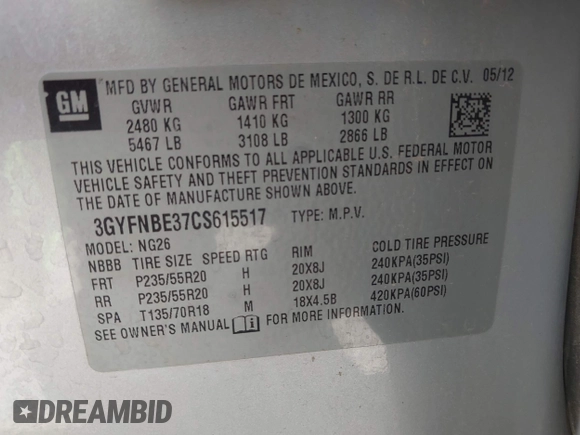 GM
MFD BY GENERAL MOTORS DE MEXICO, S. DE R.L. DE C.V. 05/12
GVWR GAWR FRT GAWR RR
2480 KG 1410 KG 1300 KG
5467 LB 3108 LB 2866 LB
THIS VEHICLE CONFORMS TO ALL APPLICABLE U.S. FEDERAL MOTOR
VEHICLE SAFETY AND THEFT PREVENTION STANDARDS IN EFFECT ON
THE DATE OF MANUFACTURE SHOWN ABOVE.
3GYFNBE37CS615517 TYPE: M.P.V.
MODEL: NG26
NBBB TIRE SIZE SPEED RTG RIM COLD TIRE PRESSURE
FRT P235/55R20 H 20X8J 240KPA(35PSI)
RR P235/55R20 H 20X8J 240KPA(35PSI)
SPA T135/70R18 M 18X4.5B 420KPA(60PSI)
SEE OWNER'S MANUAL FOR MORE INFORMATION.
DREAMBID